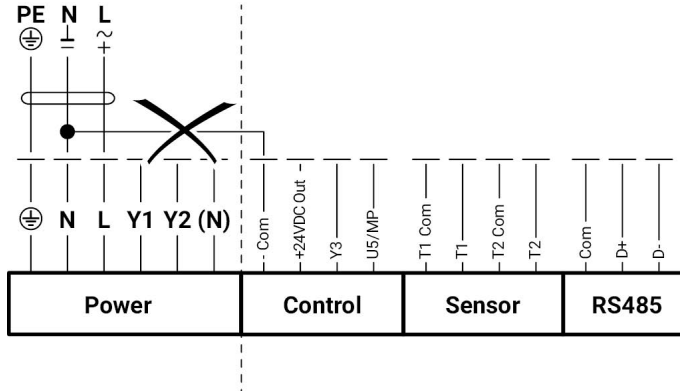 PE N L
N L Y1 Y2 (N)
- Com
+24VDC Out -
Y3
U5/MP
T1 Com
T1
T2 Com
T2
Com
D+
D-
Power
Control
Sensor
RS485